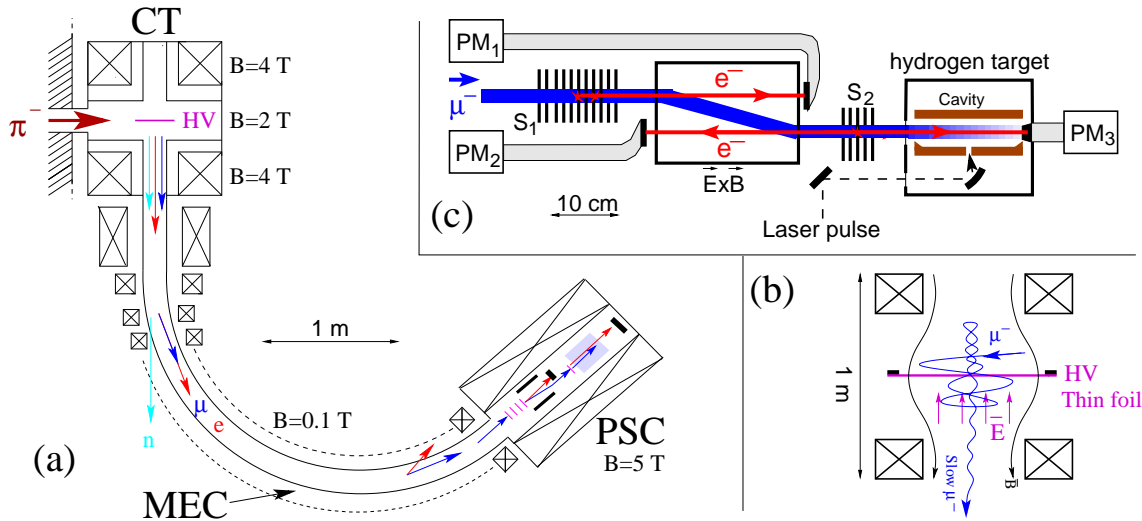 CT
B=4 T
π⁻
HV
B=2 T
B=4 T
1 m
μ
e
n
B=0.1 T
(a)
MEC
PSC
B=5 T
PM₁
μ⁻
S₁
PM₂
e⁻
e⁻
ExB
10 cm
(c)
S₂
hydrogen target
Cavity
PM₃
Laser pulse
(b)
1 m
μ⁻
HV
Thin foil
E
B
Slow μ⁻